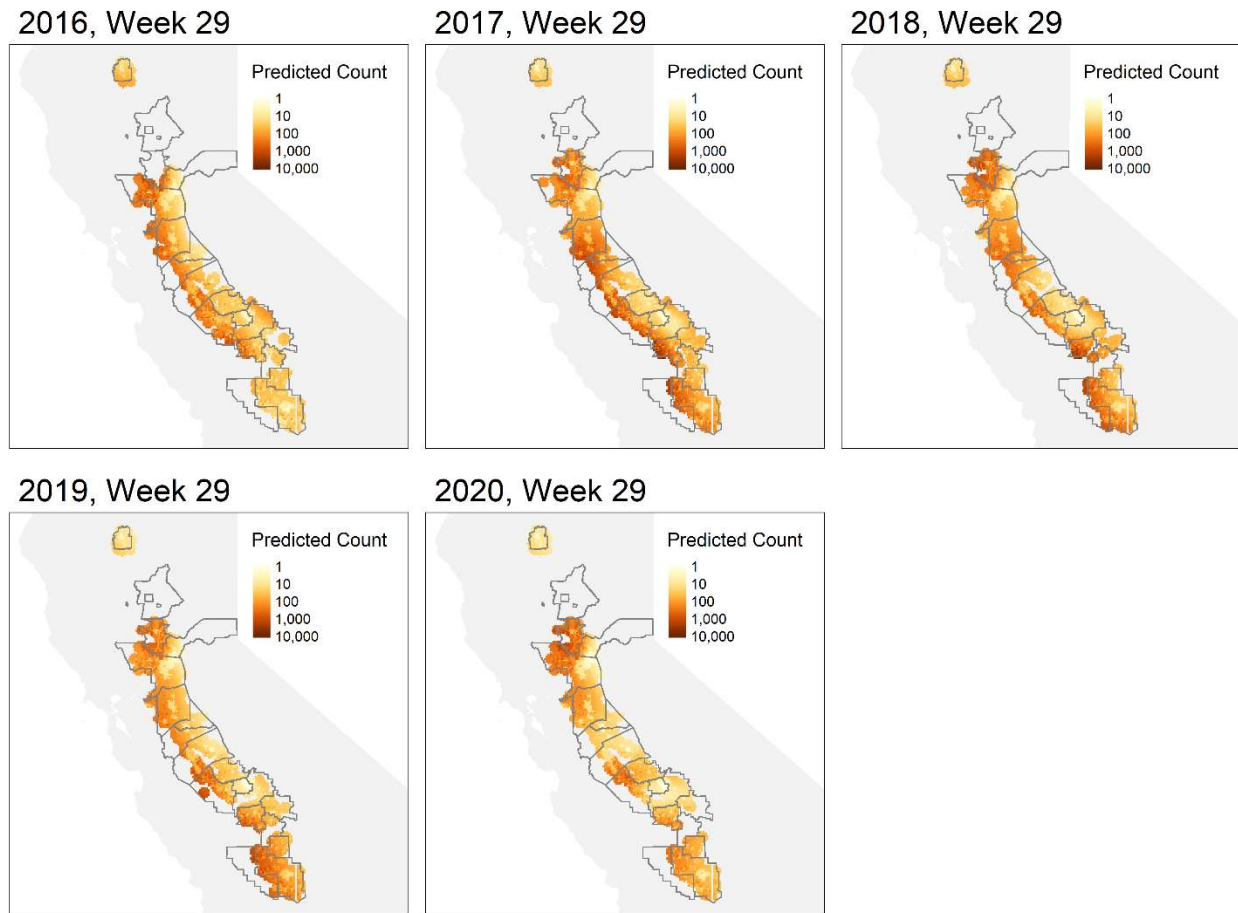 2016, Week 29
Predicted Count
1
10
100
1,000
10,000
2017, Week 29
Predicted Count
1
10
100
1,000
10,000
2018, Week 29
Predicted Count
1
10
100
1,000
10,000
2019, Week 29
Predicted Count
1
10
100
1,000
10,000
2020, Week 29
Predicted Count
1
10
100
1,000
10,000